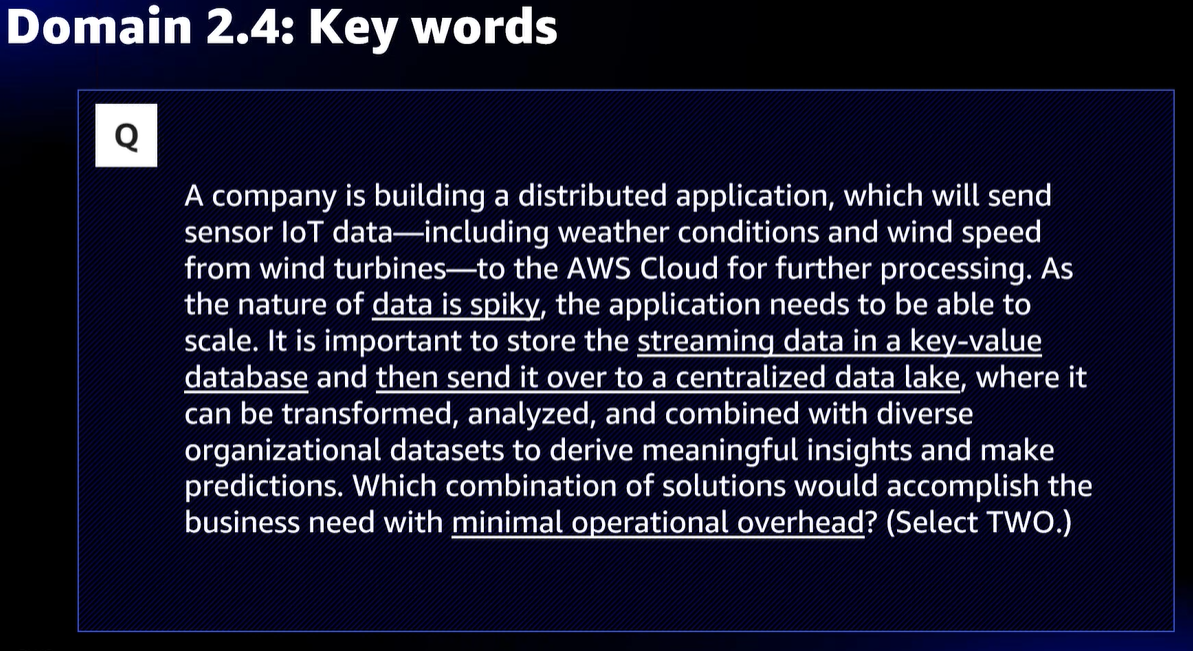 Domain 2.4: Key words
Q
A company is building a distributed application, which will send
sensor IoT data—including weather conditions and wind speed
from wind turbines—to the AWS Cloud for further processing. As
the nature of data is spiky, the application needs to be able to
scale. It is important to store the streaming data in a key-value
database and then send it over to a centralized data lake, where it
can be transformed, analyzed, and combined with diverse
organizational datasets to derive meaningful insights and make
predictions. Which combination of solutions would accomplish the
business need with minimal operational overhead? (Select TWO.)